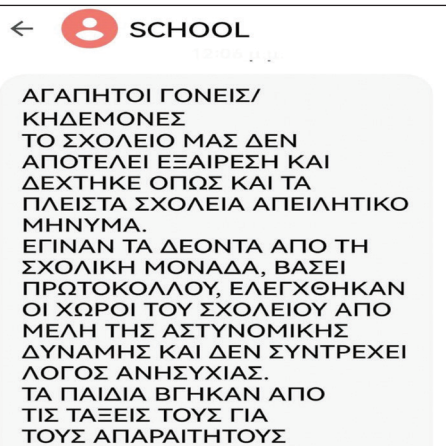 SCHOOL
ΑΓΑΠΗΤΟΙ ΓΟΝΕΙΣ/
ΚΗΔΕΜΟΝΕΣ
ΤΟ ΣΧΟΛΕΙΟ ΜΑΣ ΔΕΝ
ΑΠΟΤΕΛΕΙ ΕΞΑΙΡΕΣΗ ΚΑΙ
ΔΕΧΤΗΚΕ ΟΠΩΣ ΚΑΙ ΤΑ
ΠΛΕΙΣΤΑ ΣΧΟΛΕΙΑ ΑΠΕΙΛΗΤΙΚΟ
ΜΗΝΥΜΑ.
ΕΓΙΝΑΝ ΤΑ ΔΕΟΝΤΑ ΑΠΟ ΤΗ
ΣΧΟΛΙΚΗ ΜΟΝΑΔΑ, ΒΑΣΕΙ
ΠΡΩΤΟΚΟΛΛΟΥ, ΕΛΕΓΧΘΗΚΑΝ
ΟΙ ΧΩΡΟΙ ΤΟΥ ΣΧΟΛΕΙΟΥ ΑΠΟ
ΜΕΛΗ ΤΗΣ ΑΣΤΥΝΟΜΙΚΗΣ
ΔΥΝΑΜΗΣ ΚΑΙ ΔΕΝ ΣΥΝΤΡΕΧΕΙ
ΛΟΓΟΣ ΑΝΗΣΥΧΙΑΣ.
ΤΑ ΠΑΙΔΙΑ ΒΓΗΚΑΝ ΑΠΟ
ΤΙΣ ΤΑΞΕΙΣ ΤΟΥΣ ΓΙΑ
ΤΟΥΣ ΑΠΑΡΑΙΤΗΤΟΥΣ